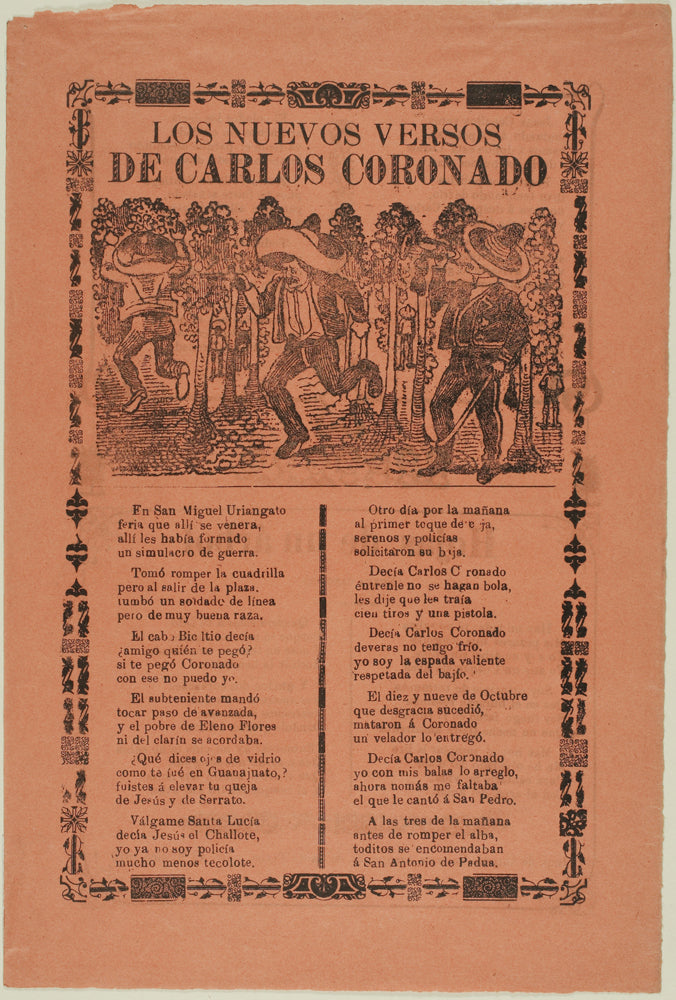 LOS NUEVOS VERSOS
DE CARLOS CORONADO
En San Miguel Uriangato
feria que allí se venera,
allí les había formado
un simulacro de guerra.
Tomó romper la cuadrilla
pero al salir de la plaza,
tumbó un soldado de línea
pero de muy buena raza.
El cabo Bic ltio decía
¿amigo quién te pegó?
si te pegó Coronado
con ese no puedo yo.
El subteniente mandó
tocar paso de avanzada,
y el pobre de Eleno Flores
ni del clarín se acordaba.
¿Qué dices ojos de vidrio
como te fué en Guanajuato,?
fuistes á elevar tu queja
de Jesús y de Serrato.
Válgame Santa Lucía
decía Jesús el Challote,
yo ya no soy policía
mucho menos tecolote.
Otro día por la mañana
al primer toque de c ja,
serenos y policías
solicitaron su baja.
Decía Carlos C ronado
éntrenle no se hagan bola,
les dije que les traía
cien tiros y una pistola.
Decía Carlos Coronado
deveras no tengo frío.
yo soy la espada valiente
respetada del bajío.
El diez y nueve de Octubre
que desgracia sucedió,
mataron á Coronado
un velador lo entregó.
Decía Carlos Coronado
yo con mis balas lo arreglo,
ahora nomás me faltaba
el que le cantó á San Pedro.
A las tres de la mañana
antes de romper el alba,
toditos se encomendaban
á San Antonio de Padua.